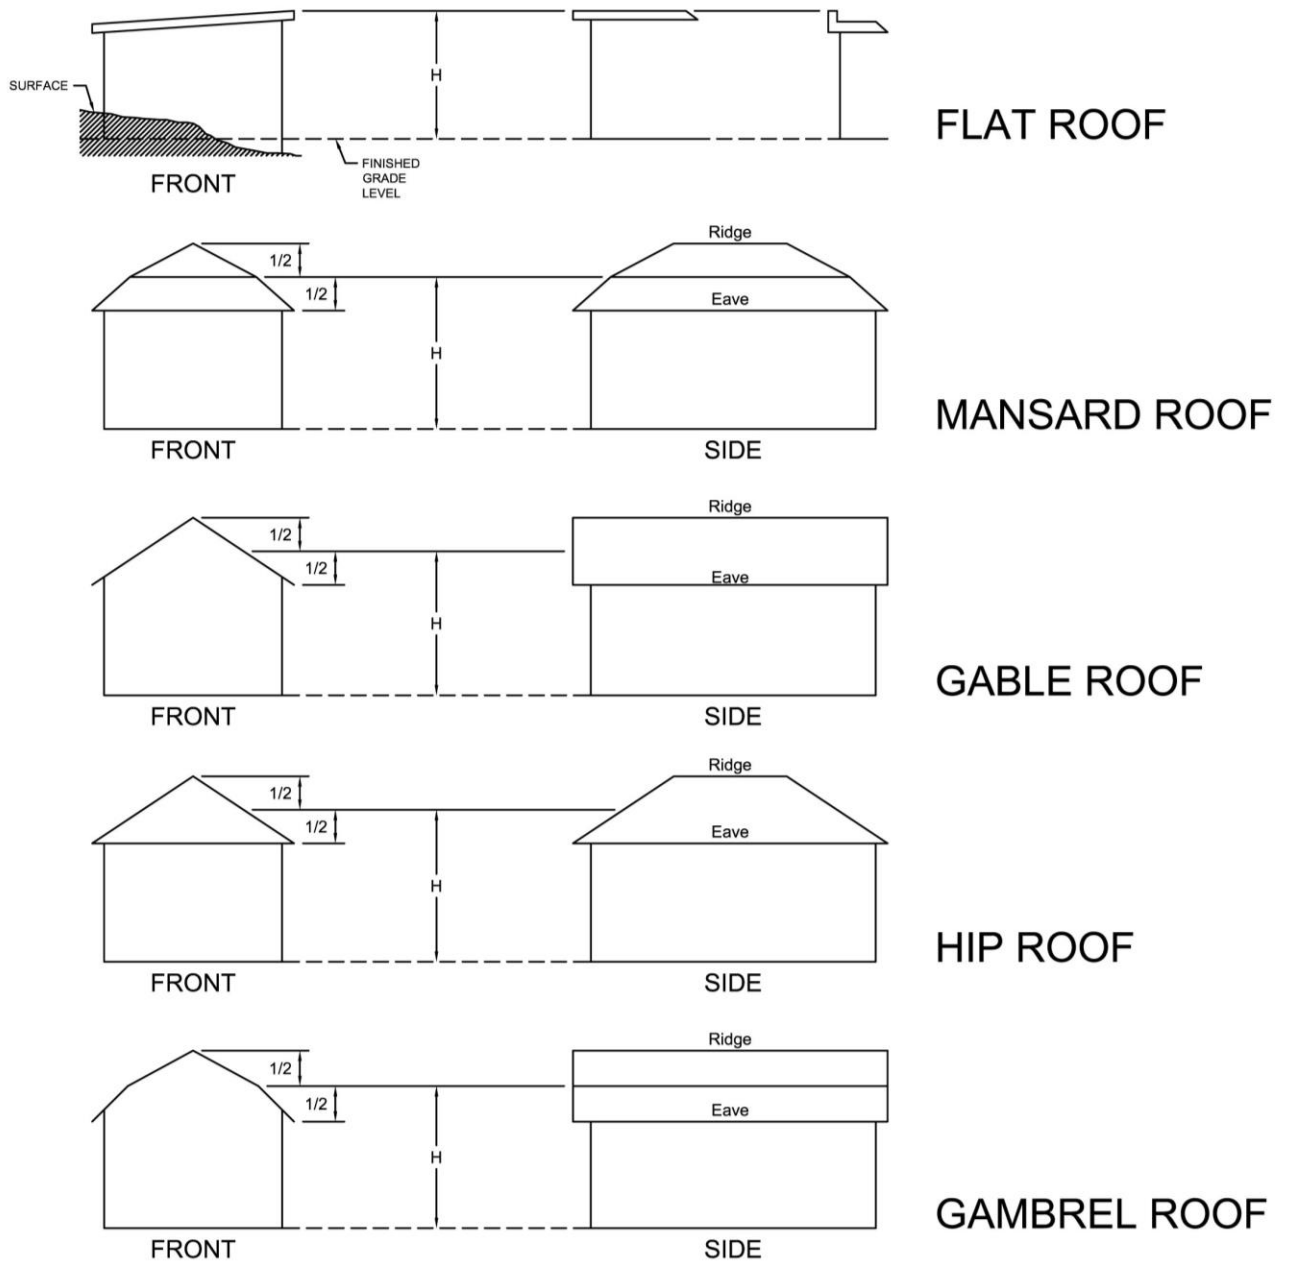 H
SURFACE
FLAT ROOF
FINISHED
GRADE
LEVEL
FRONT
Ridge
1/2
1/2
Eave
H
MANSARD ROOF
FRONT
SIDE
Ridge
1/2
1/2
Eave
H
GABLE ROOF
FRONT
SIDE
Ridge
1/2
1/2
Eave
H
HIP ROOF
FRONT
SIDE
Ridge
1/2
1/2
Eave
H
GAMBREL ROOF
FRONT
SIDE